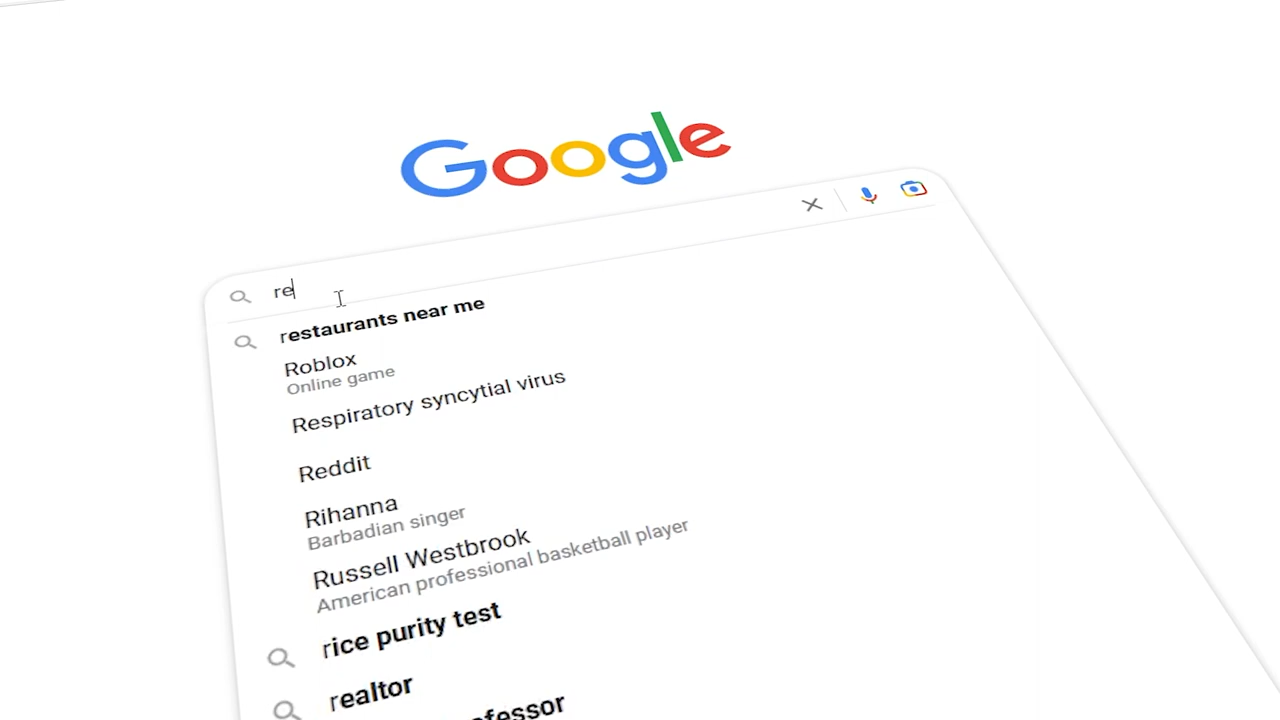 Google
re
restaurants near me
Roblox
Online game
Respiratory syncytial virus
Reddit
Rihanna
Barbadian singer
Russell Westbrook
American professional basketball player
rice purity test
realtor